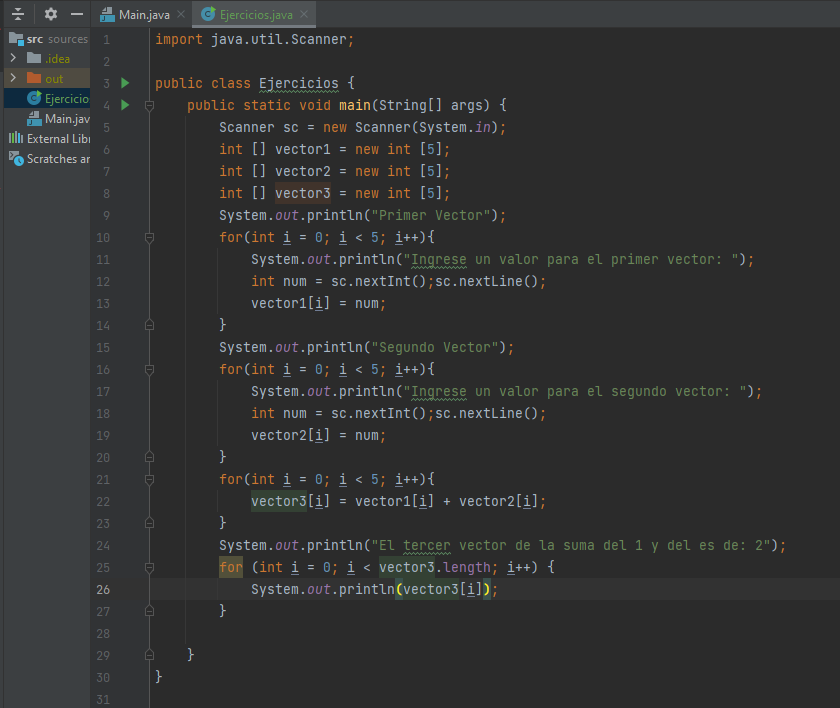 Main.java
Ejercicios.java
src sources
.idea
out
Ejercicio
Main.jav
External Libr
Scratches ar
1 import java.util.Scanner;
2
3 public class Ejercicios {
4 public static void main(String[] args) {
5 Scanner sc = new Scanner(System.in);
6 int [] vector1 = new int [5];
7 int [] vector2 = new int [5];
8 int [] vector3 = new int [5];
9 System.out.println("Primer Vector");
10 for(int i = 0; i < 5; i++){
11 System.out.println("Ingrese un valor para el primer vector: ");
12 int num = sc.nextInt();sc.nextLine();
13 vector1[i] = num;
14 }
15 System.out.println("Segundo Vector");
16 for(int i = 0; i < 5; i++){
17 System.out.println("Ingrese un valor para el segundo vector: ");
18 int num = sc.nextInt();sc.nextLine();
19 vector2[i] = num;
20 }
21 for(int i = 0; i < 5; i++){
22 vector3[i] = vector1[i] + vector2[i];
23 }
24 System.out.println("El tercer vector de la suma del 1 y del es de: 2");
25 for (int i = 0; i < vector3.length; i++) {
26 System.out.println(vector3[i]);
27 }
28
29 }
30 }
31